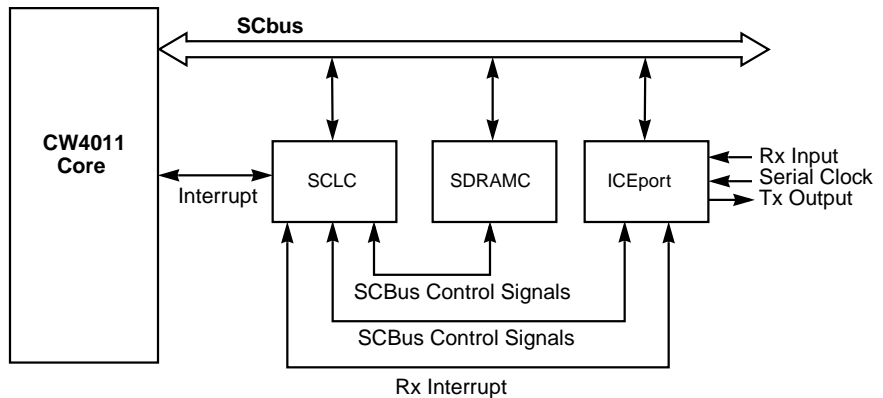 SCbus
CW4011
Core
Interrupt
SCLC
SDRAMC
ICEport
Rx Input
Serial Clock
Tx Output
SCBus Control Signals
SCBus Control Signals
Rx Interrupt